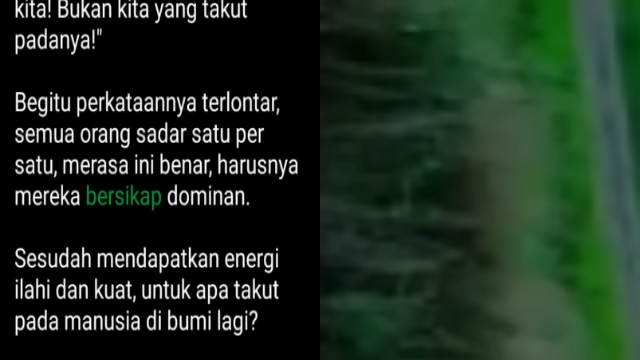 kita! Bukan kita yang takut
padanya!"
Begitu perkataannya terlontar,
semua orang sadar satu per
satu, merasa ini benar, harusnya
mereka bersikap dominan.
Sesudah mendapatkan energi
ilahi dan kuat, untuk apa takut
pada manusia di bumi lagi?